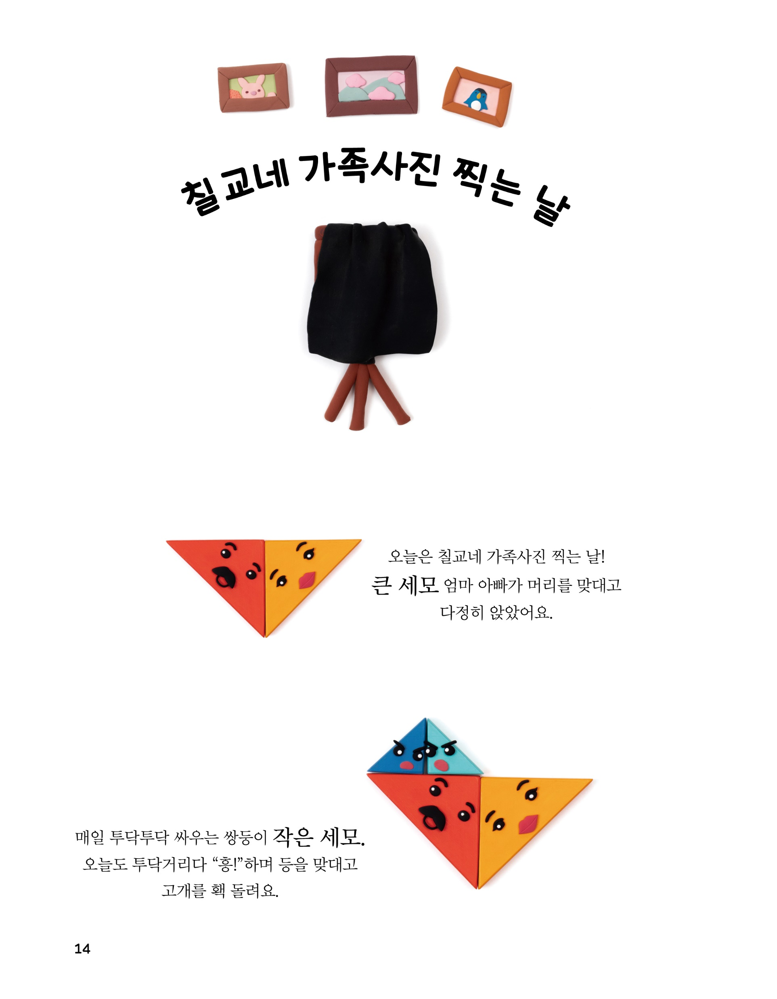 칠교네 가족사진 찍는 날
오늘은 칠교네 가족사진 찍는 날!
큰 세모 엄마 아빠가 머리를 맞대고
다정히 앉았어요.
매일 투닥투닥 싸우는 쌍둥이 작은 세모.
오늘도 투닥거리다 “흥!”하며 등을 맞대고
고개를 홱 돌려요.
14